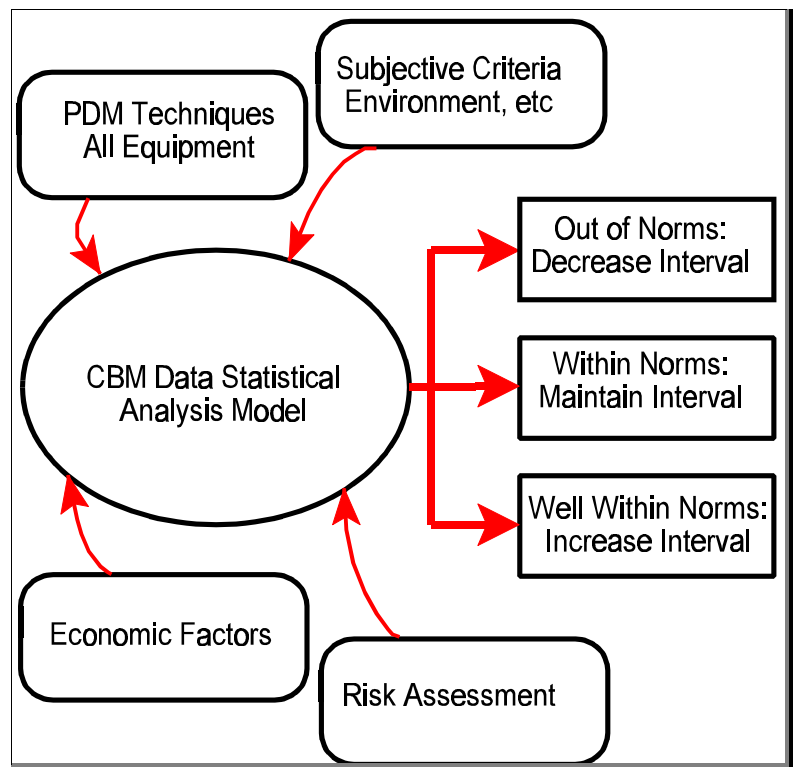 PDM Techniques
All Equipment
Subjective Criteria
Environment, etc
CBM Data Statistical
Analysis Model
Out of Norms:
Decrease Interval
Within Norms:
Maintain Interval
Well Within Norms:
Increase Interval
Economic Factors
Risk Assessment